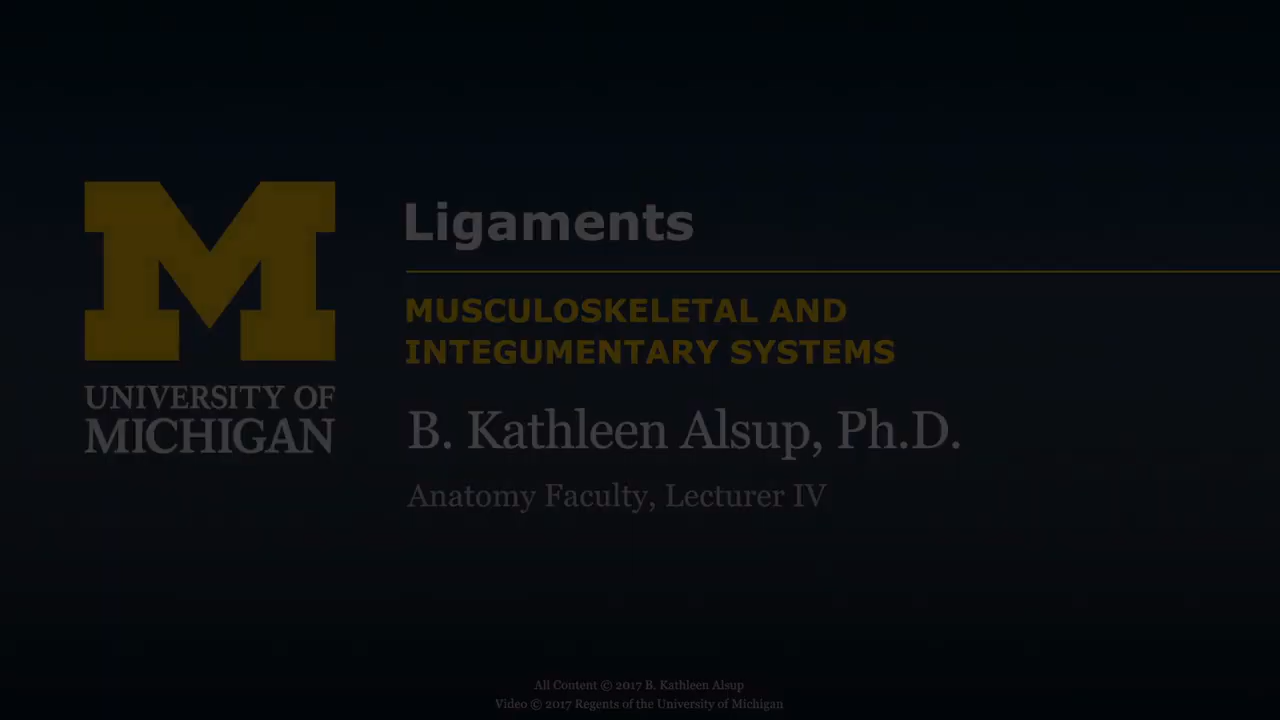 Ligaments
MUSCULOSKELETAL AND
INTEGUMENTARY SYSTEMS
UNIVERSITY OF
MICHIGAN
B. Kathleen Alsup, Ph.D.
Anatomy Faculty, Lecturer IV
All Content © 2017 B. Kathleen Alsup
Video © 2017 Regents of the University of Michigan